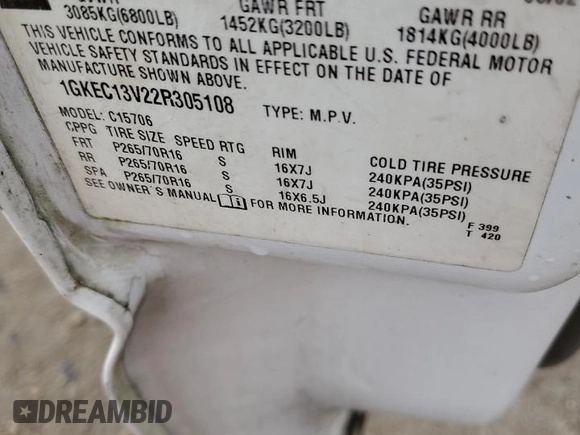 GAWR FRT GAWR RR
3085KG(6800LB) 1452KG(3200LB) 1814KG(4000LB)
THIS VEHICLE CONFORMS TO ALL APPLICABLE U.S. FEDERAL MOTOR
VEHICLE SAFETY STANDARDS IN EFFECT ON THE DATE OF
MANUFACTURE SHOWN ABOVE.
1GKEC13V22R305108 TYPE: M.P.V.
MODEL: C15706
CPPG TIRE SIZE SPEED RTG RIM COLD TIRE PRESSURE
FRT P265/70R16 S 16X7J 240KPA(35PSI)
RR P265/70R16 S 16X7J 240KPA(35PSI)
SPA P265/70R16 S 16X6.5J 240KPA(35PSI)
SEE OWNER'S MANUAL FOR MORE INFORMATION.
F 399
T 420
DREAMBID